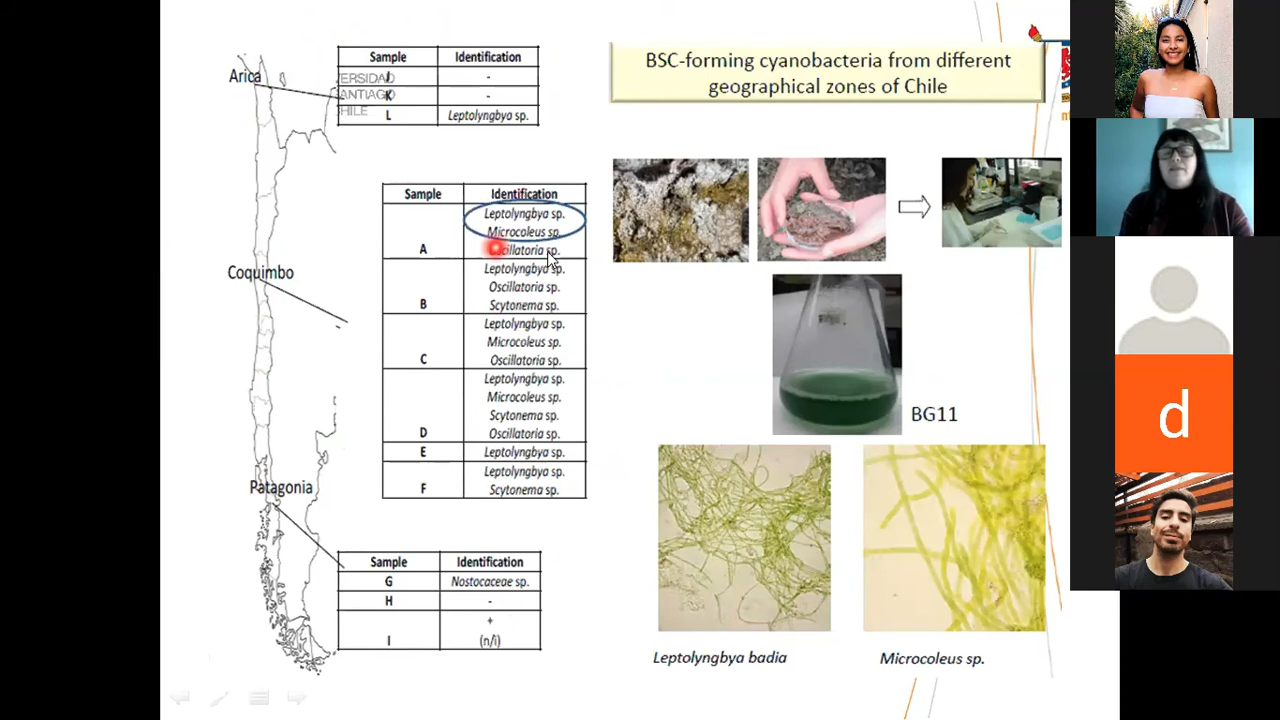 Arica
Sample Identification
J -
K -
L Leptolyngbya sp.
ERSIDAD
ANTIAGO
HILE
BSC-forming cyanobacteria from different
geographical zones of Chile
Coquimbo
Sample Identification
Leptolyngbya sp.
Microcoleus sp.
A Oscillatoria sp.
Leptolyngbya sp.
Oscillatoria sp.
B Scytonema sp.
Leptolyngbya sp.
Microcoleus sp.
C Oscillatoria sp.
Leptolyngbya sp.
Microcoleus sp.
Scytonema sp.
D Oscillatoria sp.
E Leptolyngbya sp.
Leptolyngbya sp.
F Scytonema sp.
Patagonia
Sample Identification
G Nostocaceae sp.
H -
+
I (n/i)
BG11
Leptolyngbya badia
Microcoleus sp.
d